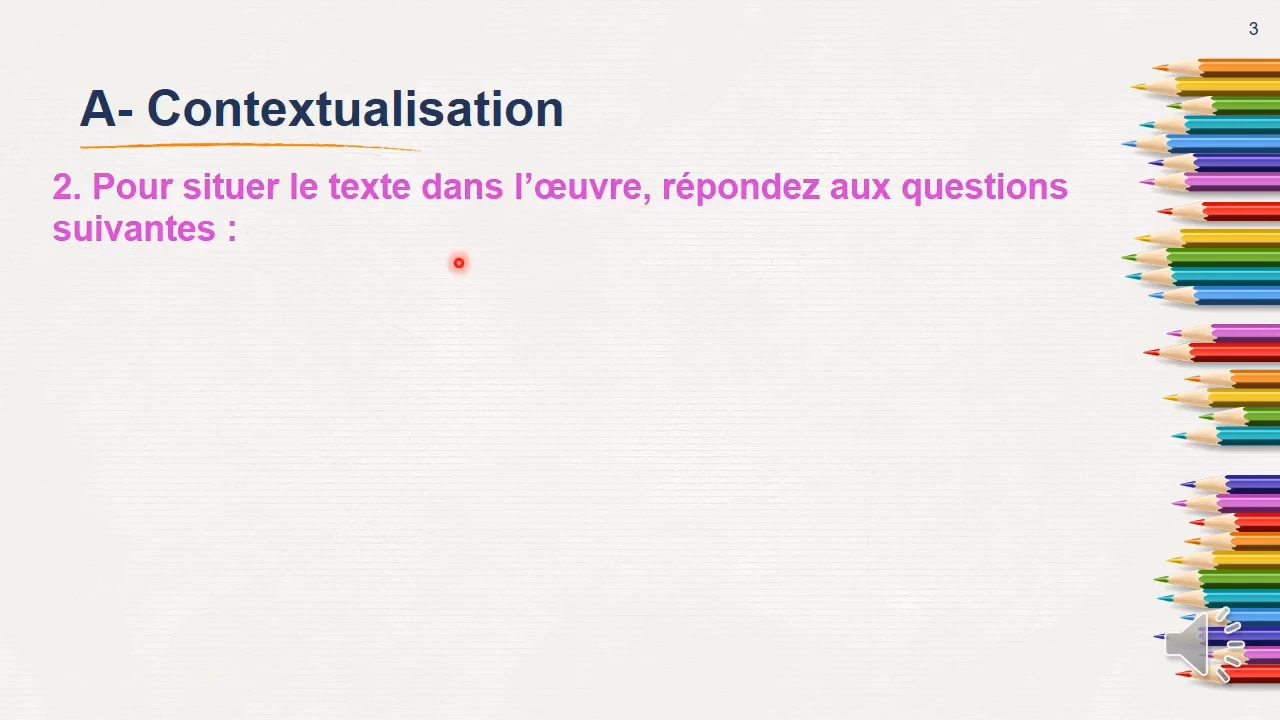 3
A- Contextualisation
2. Pour situer le texte dans l’œuvre, répondez aux questions
suivantes :